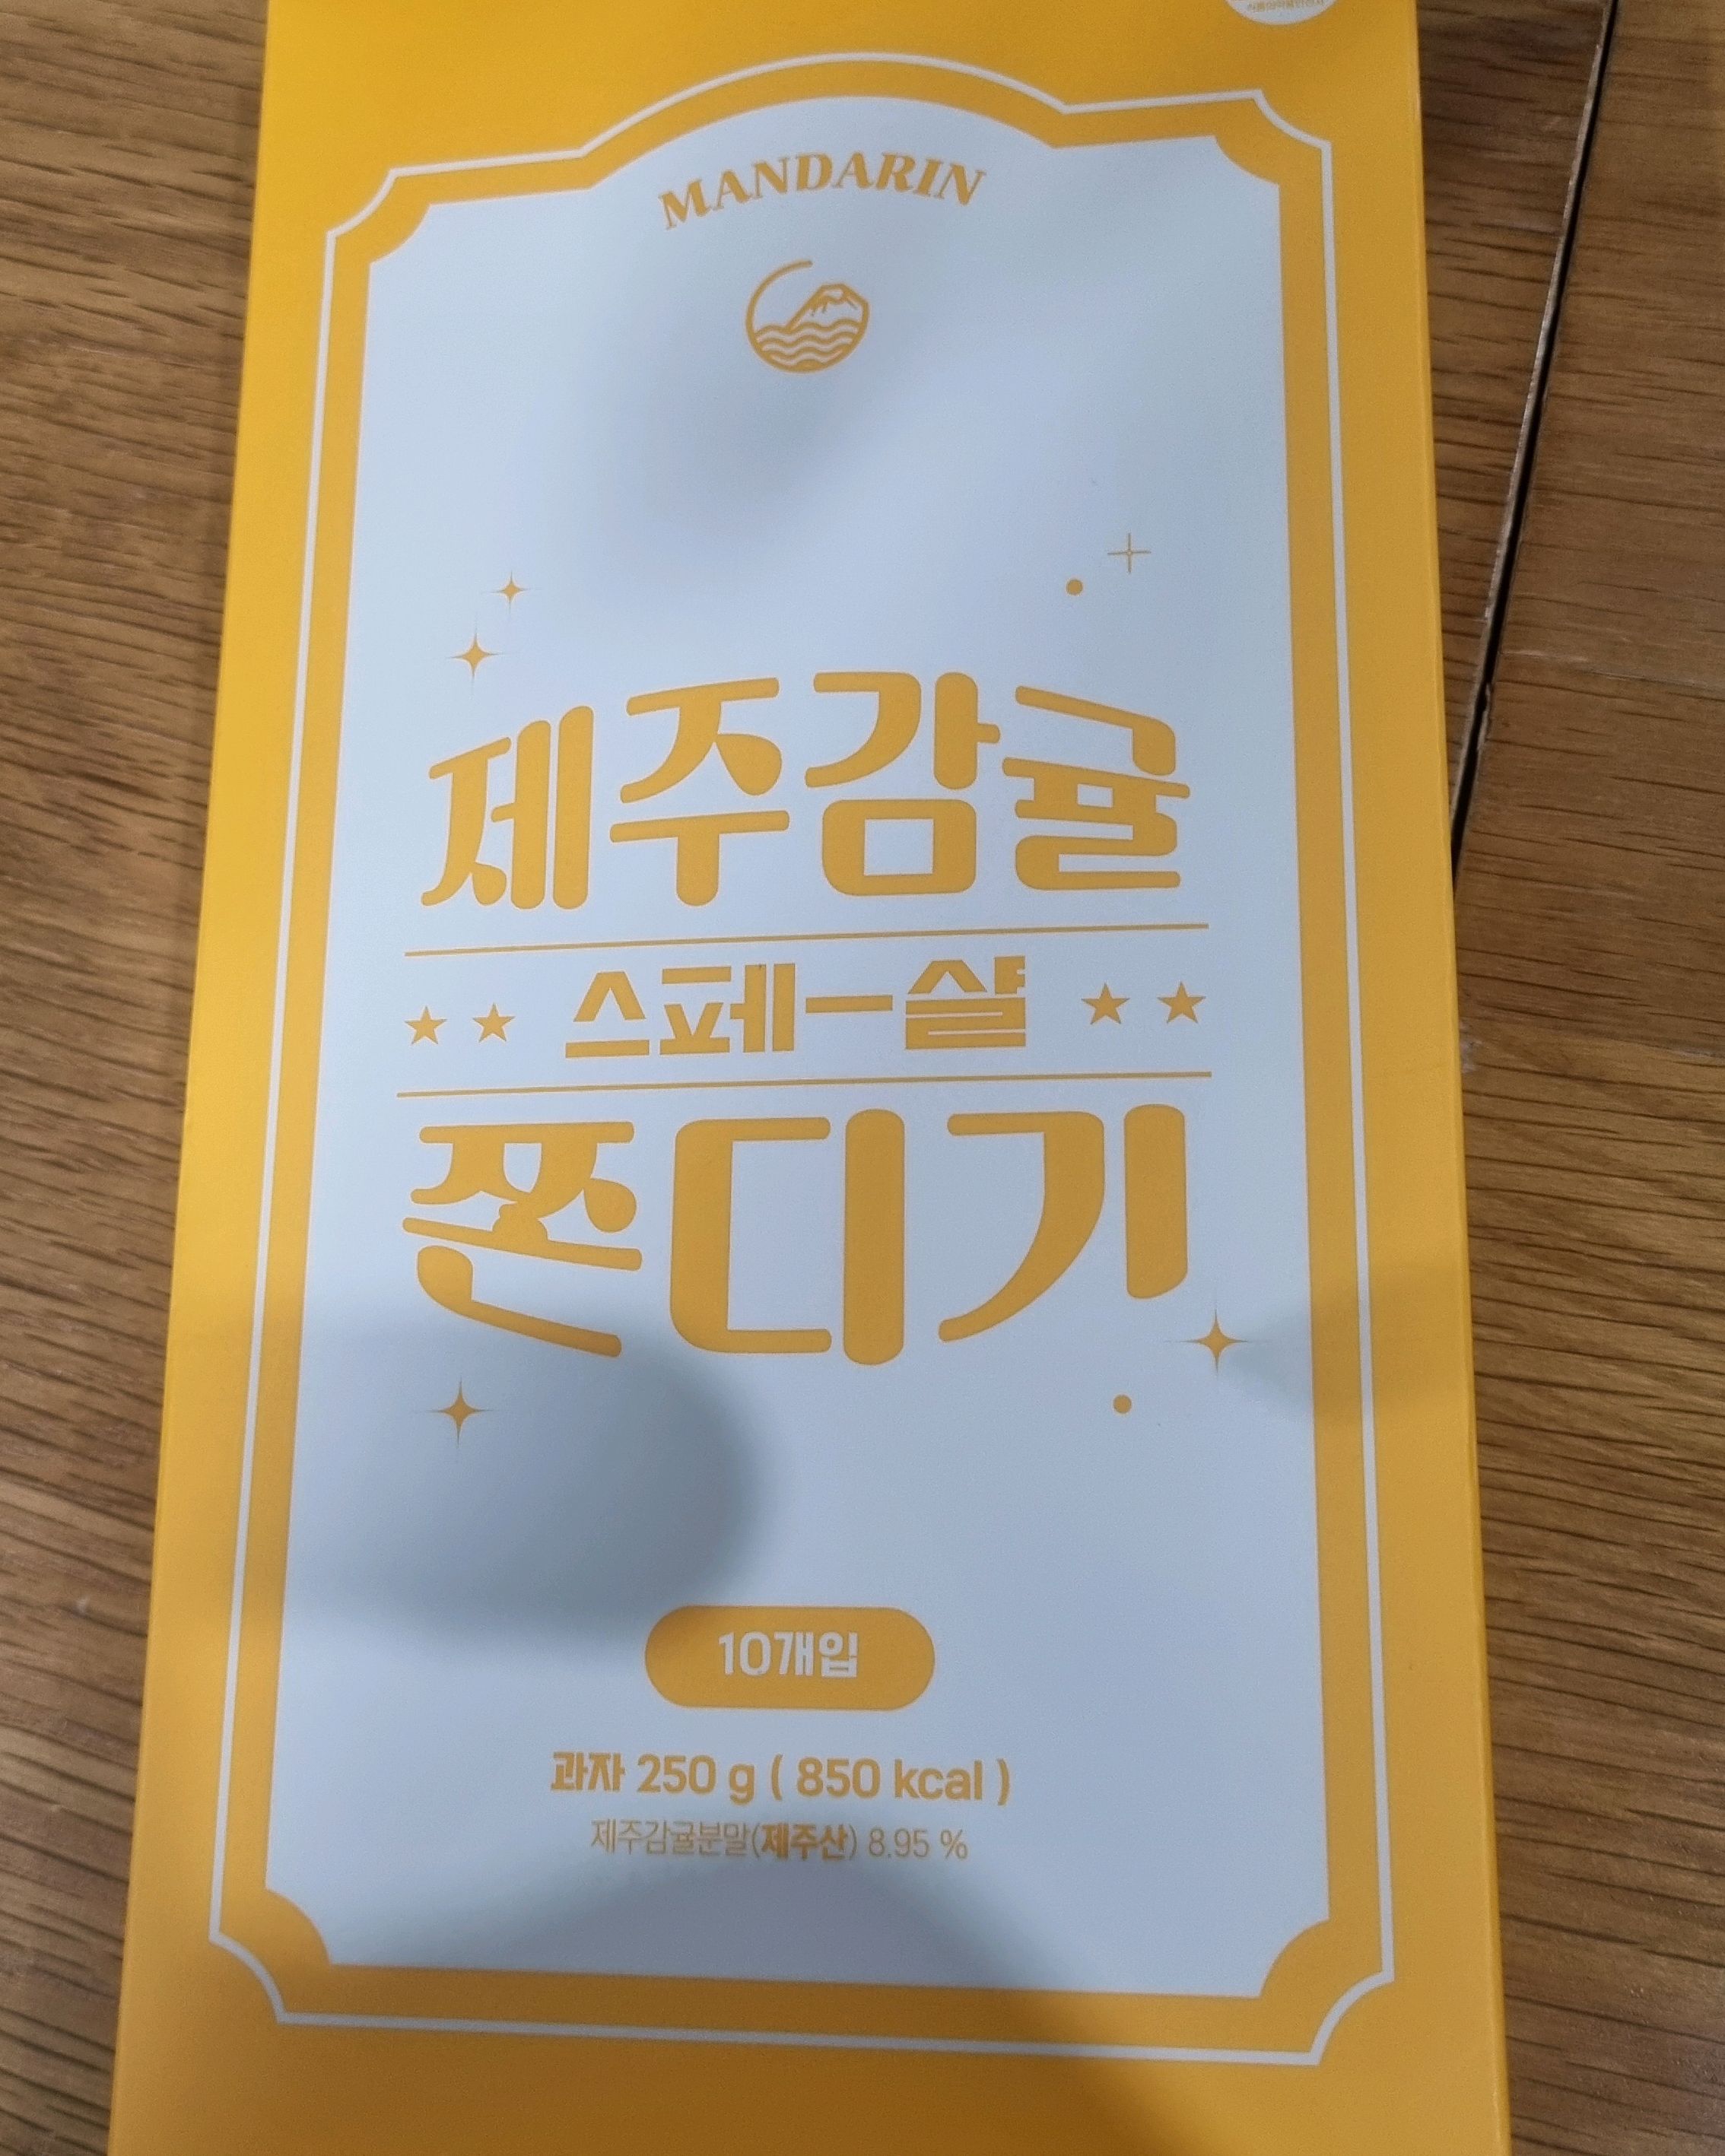 MANDARIN
제주감귤
스페ー샬
쫀디기
10개입
과자 250 g ( 850 kcal )
제주감귤분말(제주산) 8.95 %